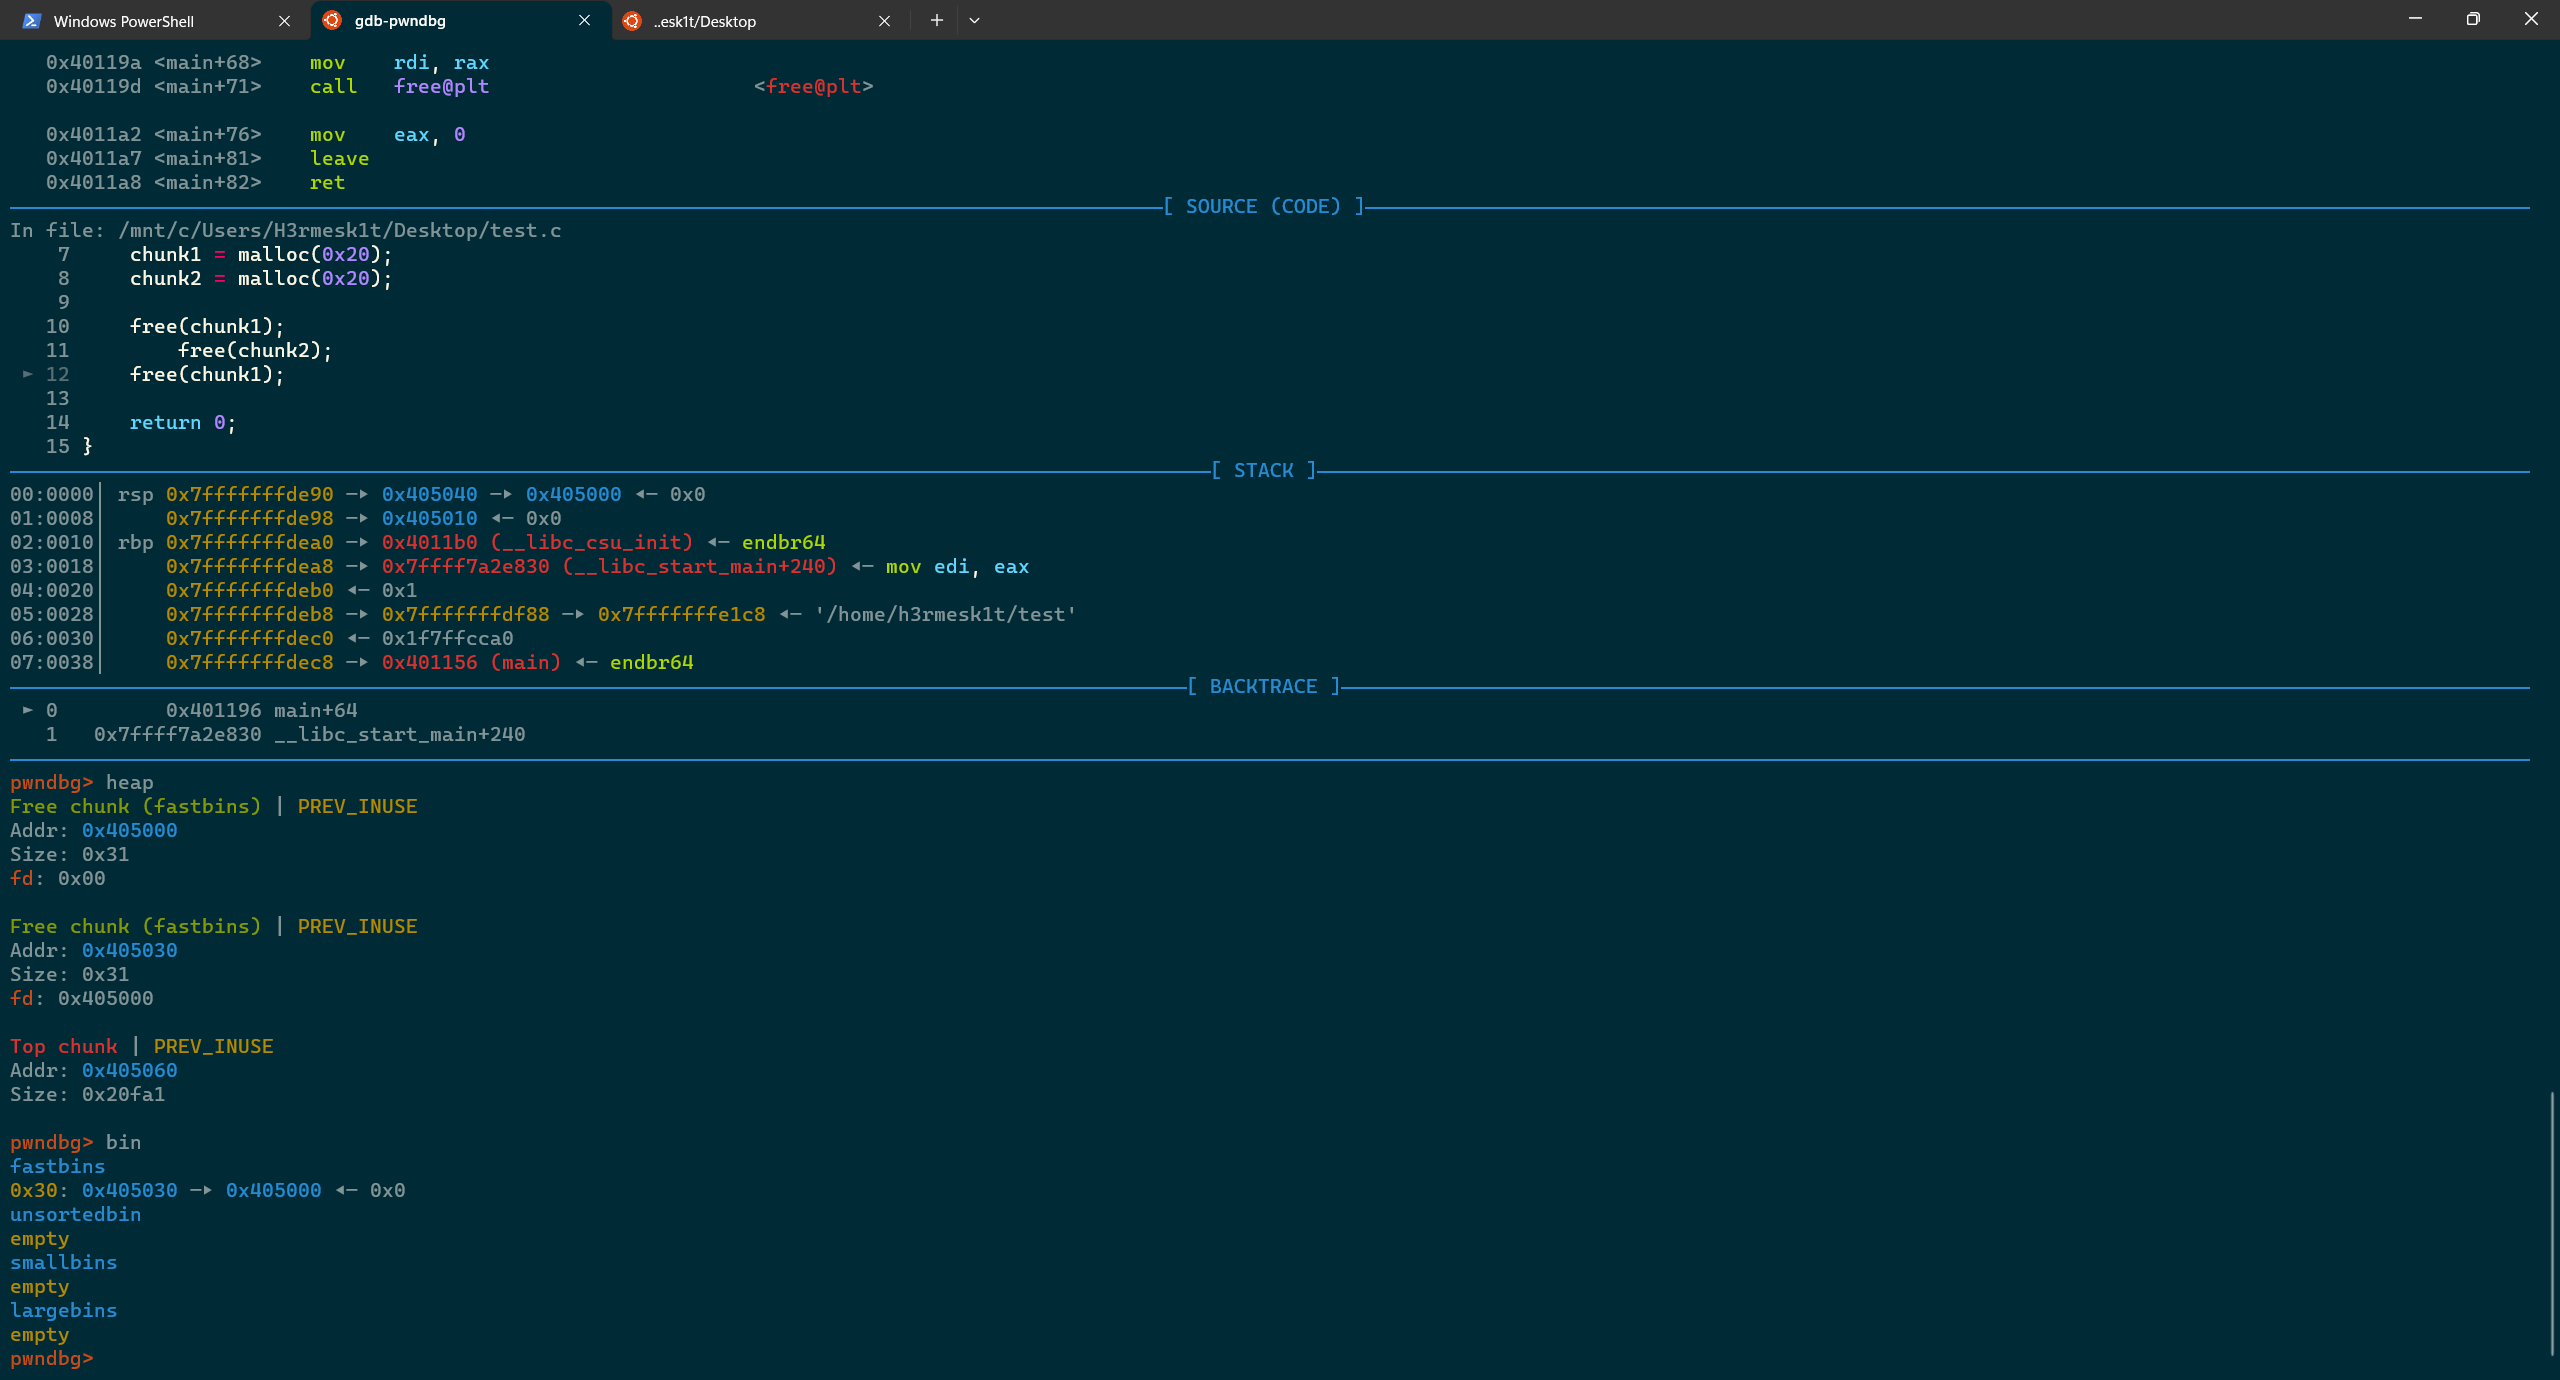 Windows PowerShell
gdb-pwndbg
..esk1t/Desktop
0x40119a <main+68>    mov    rdi, rax
0x40119d <main+71>    call   free@plt                      <free@plt>
0x4011a2 <main+76>    mov    eax, 0
0x4011a7 <main+81>    leave
0x4011a8 <main+82>    ret
[ SOURCE (CODE) ]
In file: /mnt/c/Users/H3rmesk1t/Desktop/test.c
7     chunk1 = malloc(0x20);
8     chunk2 = malloc(0x20);
9
10     free(chunk1);
11         free(chunk2);
► 12     free(chunk1);
13
14     return 0;
15 }
[ STACK ]
00:0000│ rsp 0x7fffffffde90 —▸ 0x405040 —▸ 0x405000 ◂— 0x0
01:0008│     0x7fffffffde98 —▸ 0x405010 ◂— 0x0
02:0010│ rbp 0x7fffffffdea0 —▸ 0x4011b0 (__libc_csu_init) ◂— endbr64
03:0018│     0x7fffffffdea8 —▸ 0x7ffff7a2e830 (__libc_start_main+240) ◂— mov edi, eax
04:0020│     0x7fffffffdeb0 ◂— 0x1
05:0028│     0x7fffffffdeb8 —▸ 0x7fffffffdf88 —▸ 0x7fffffffe1c8 ◂— '/home/h3rmesk1t/test'
06:0030│     0x7fffffffdec0 ◂— 0x1f7ffcca0
07:0038│     0x7fffffffdec8 —▸ 0x401156 (main) ◂— endbr64
[ BACKTRACE ]
► 0         0x401196 main+64
1   0x7ffff7a2e830 __libc_start_main+240
pwndbg> heap
Free chunk (fastbins) | PREV_INUSE
Addr: 0x405000
Size: 0x31
fd: 0x00
Free chunk (fastbins) | PREV_INUSE
Addr: 0x405030
Size: 0x31
fd: 0x405000
Top chunk | PREV_INUSE
Addr: 0x405060
Size: 0x20fa1
pwndbg> bin
fastbins
0x30: 0x405030 —▸ 0x405000 ◂— 0x0
unsortedbin
empty
smallbins
empty
largebins
empty
pwndbg>